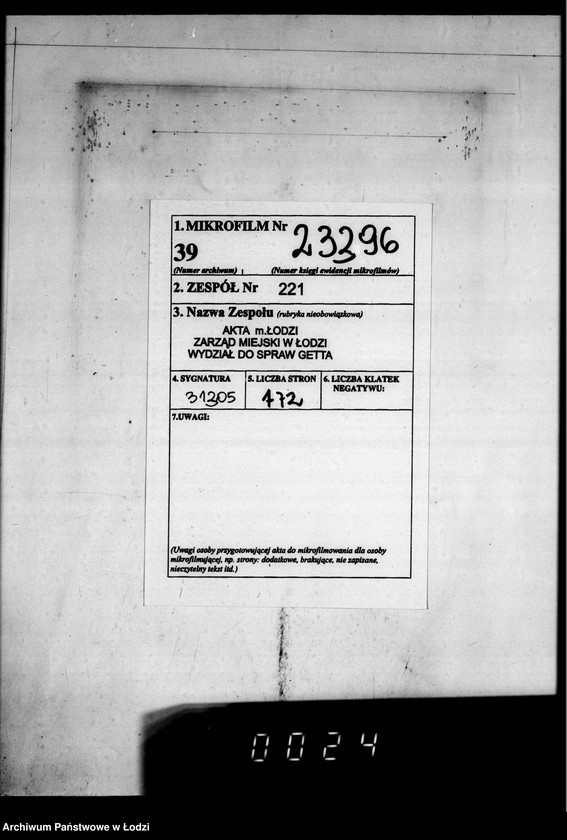 1. MIKROFILM Nr 23296
39
(Numer archiwum) (Numer księgi ewidencji mikrofilmów)
2. ZESPÓŁ Nr 221
3. Nazwa Zespołu (rubryka nieobowiązkowa)
AKTA m.ŁODZI
ZARZĄD MIEJSKI W ŁODZI
WYDZIAŁ DO SPRAW GETTA
4. SYGNATURA 5. LICZBA STRON 6. LICZBA KLATEK
NEGATYWU:
31205 472
7.UWAGI:
(Uwagi osoby przygotowującej akta do mikrofilmowania dla osoby
mikrofilmującej, np. strony: dodatkowe, brakujące, nie zapisane,
nieczytelny tekst itd.)
0024
Archiwum Państwowe w Łodzi